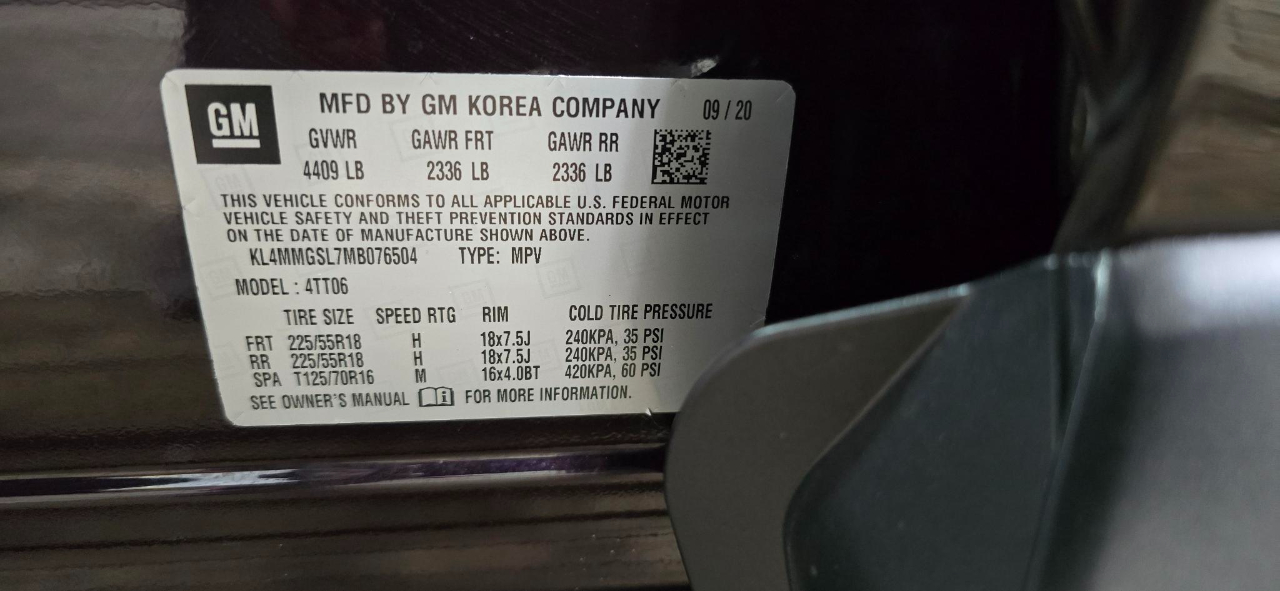 GM
MFD BY GM KOREA COMPANY 09 / 20
GVWR GAWR FRT GAWR RR
4409 LB 2336 LB 2336 LB
THIS VEHICLE CONFORMS TO ALL APPLICABLE U.S. FEDERAL MOTOR
VEHICLE SAFETY AND THEFT PREVENTION STANDARDS IN EFFECT
ON THE DATE OF MANUFACTURE SHOWN ABOVE.
KL4MMGSL7MB076504 TYPE: MPV
MODEL : 4TT06
TIRE SIZE SPEED RTG RIM COLD TIRE PRESSURE
FRT 225/55R18 H 18x7.5J 240KPA, 35 PSI
RR 225/55R18 H 18x7.5J 240KPA, 35 PSI
SPA T125/70R16 M 16x4.0BT 420KPA, 60 PSI
SEE OWNER'S MANUAL i FOR MORE INFORMATION.